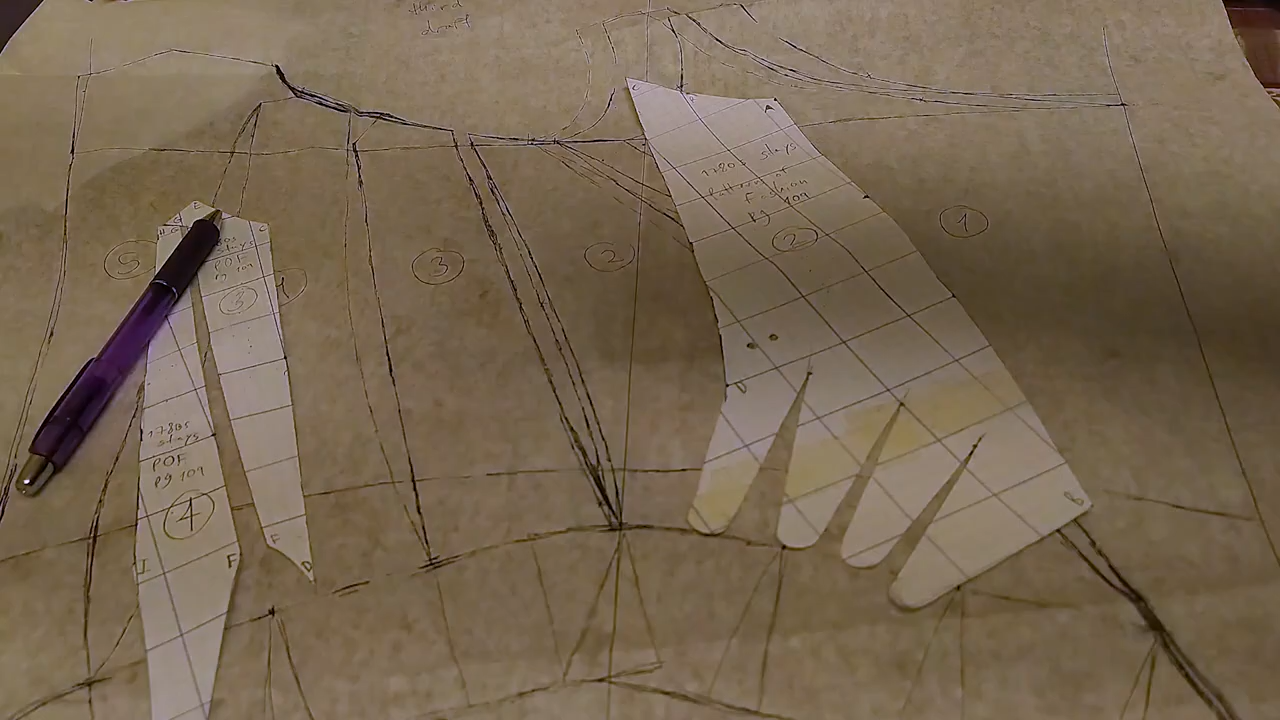 third
draft
1780s stays
Patterns of
Fashion
pg 109
C
A
2
D
B
1
2
3
5
E
H
G
C
stays
POF
pg 109
3
F
D
1780s
stays
POF
pg 109
4
I
F